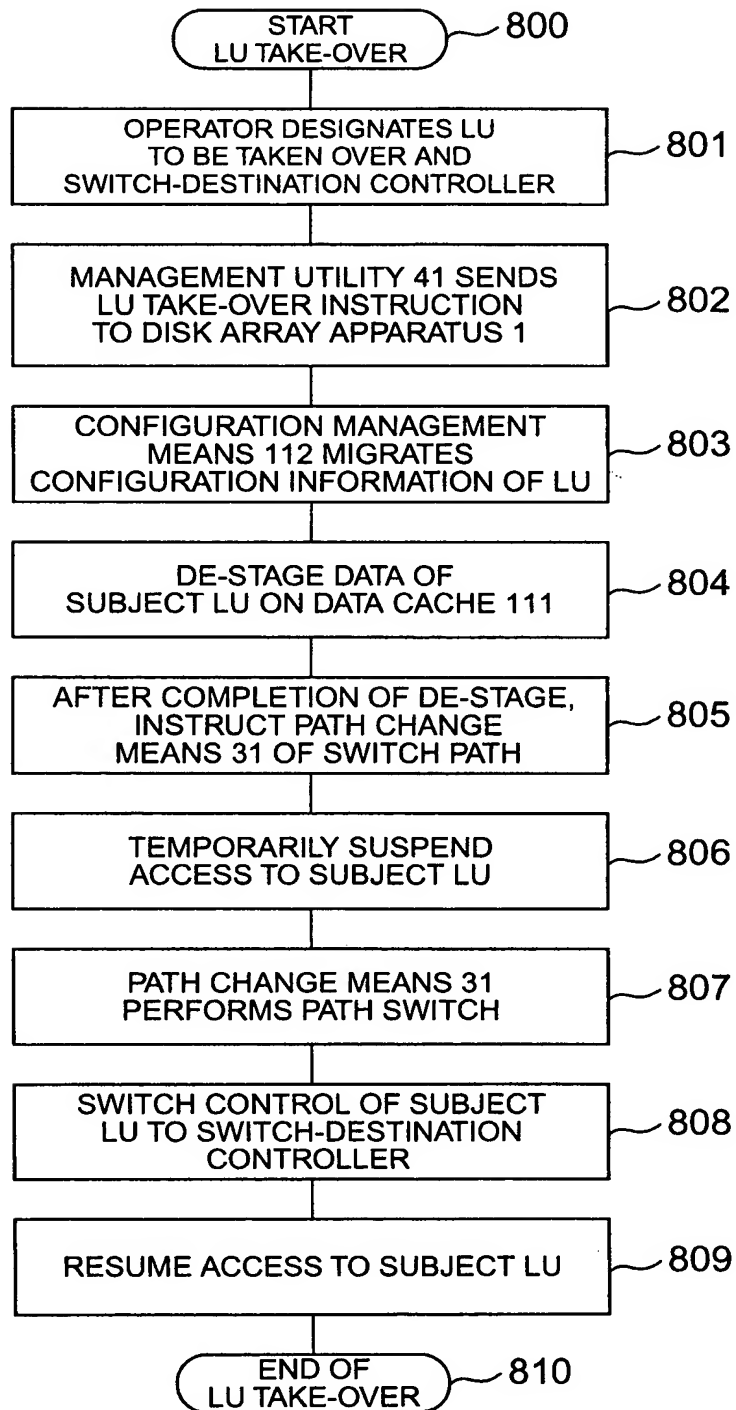 START
LU TAKE-OVER
800
OPERATOR DESIGNATES LU
TO BE TAKEN OVER AND
SWITCH-DESTINATION CONTROLLER
801
MANAGEMENT UTILITY 41 SENDS
LU TAKE-OVER INSTRUCTION
TO DISK ARRAY APPARATUS 1
802
CONFIGURATION MANAGEMENT
MEANS 112 MIGRATES
CONFIGURATION INFORMATION OF LU
803
DE-STAGE DATA OF
SUBJECT LU ON DATA CACHE 111
804
AFTER COMPLETION OF DE-STAGE,
INSTRUCT PATH CHANGE
MEANS 31 OF SWITCH PATH
805
TEMPORARILY SUSPEND
ACCESS TO SUBJECT LU
806
PATH CHANGE MEANS 31
PERFORMS PATH SWITCH
807
SWITCH CONTROL OF SUBJECT
LU TO SWITCH-DESTINATION
CONTROLLER
808
RESUME ACCESS TO SUBJECT LU
809
END OF
LU TAKE-OVER
810